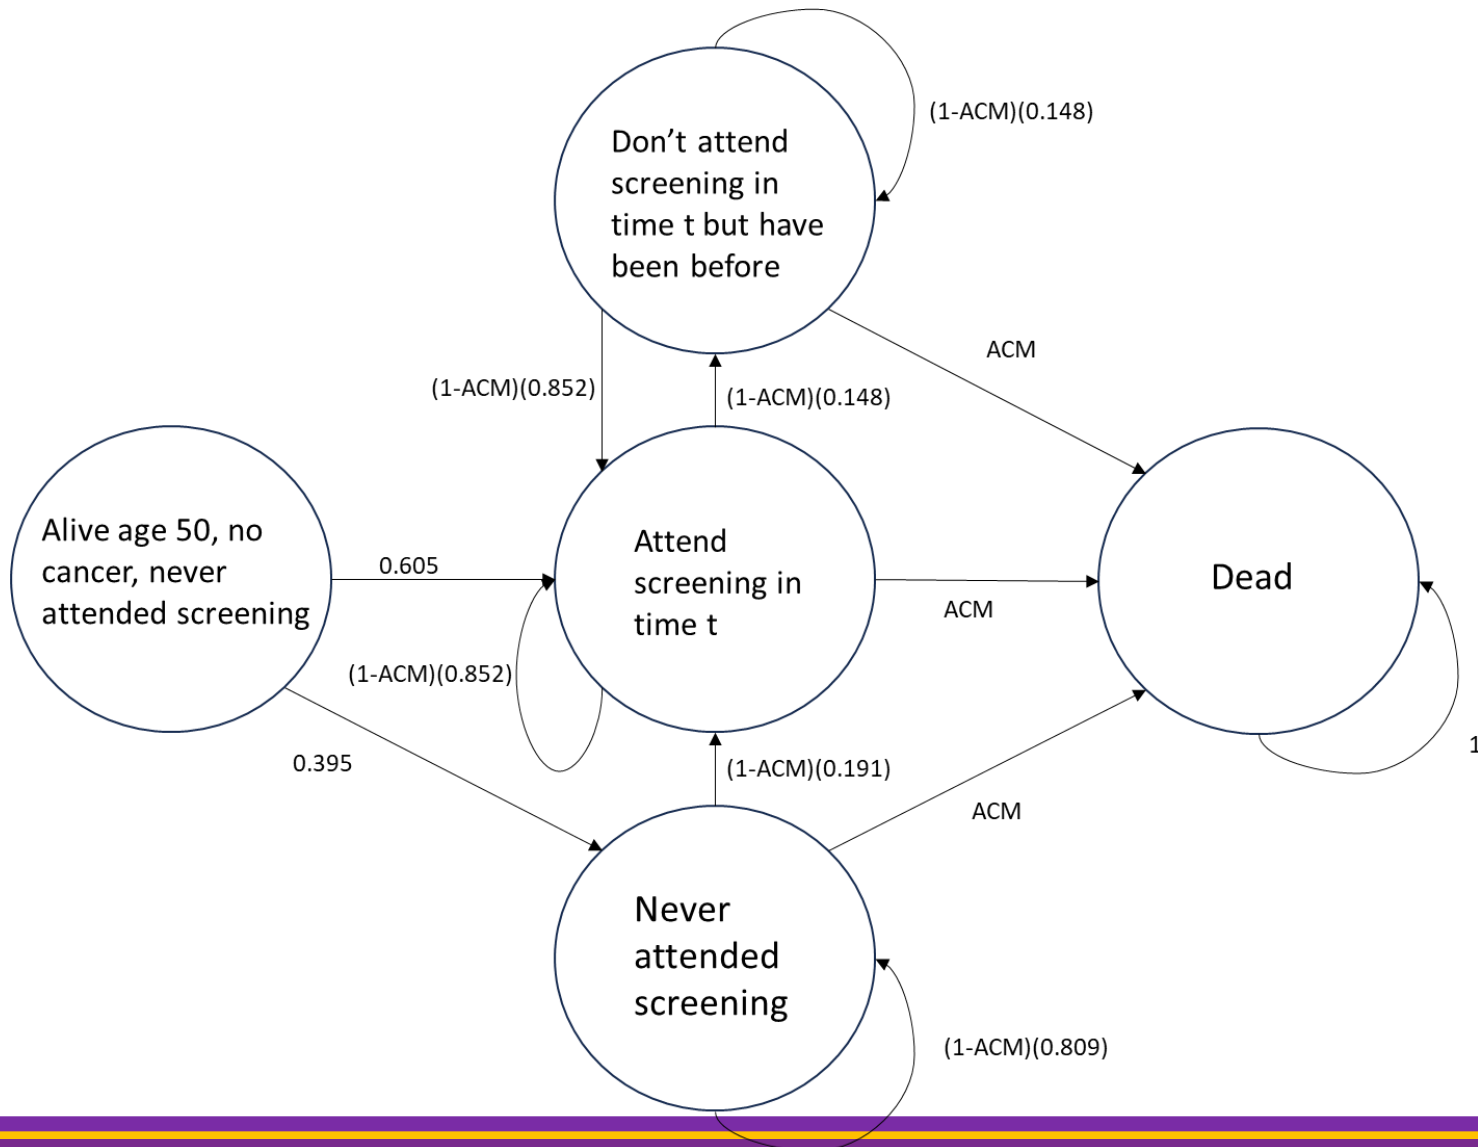 (1-ACM)(0.148)
Don’t attend
screening in
time t but have
been before
ACM
(1-ACM)(0.852)
(1-ACM)(0.148)
Alive age 50, no
cancer, never
attended screening
0.605
Attend
screening in
time t
ACM
Dead
(1-ACM)(0.852)
0.395
(1-ACM)(0.191)
ACM
1
Never
attended
screening
(1-ACM)(0.809)